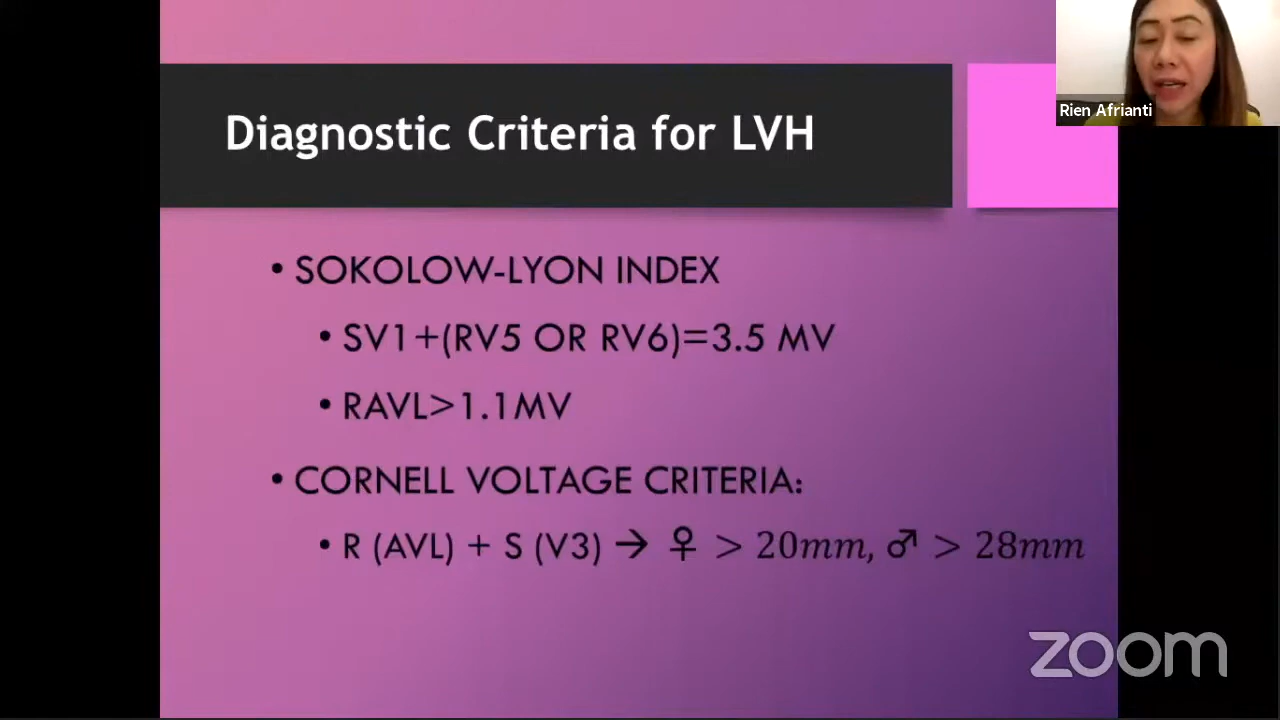 Rien Afrianti
Diagnostic Criteria for LVH
• SOKOLOW-LYON INDEX
• SV1+(RV5 OR RV6)=3.5 MV
• RAVL>1.1MV
• CORNELL VOLTAGE CRITERIA:
• R (AVL) + S (V3) → ♀ > 20mm, ♂ > 28mm
zoom